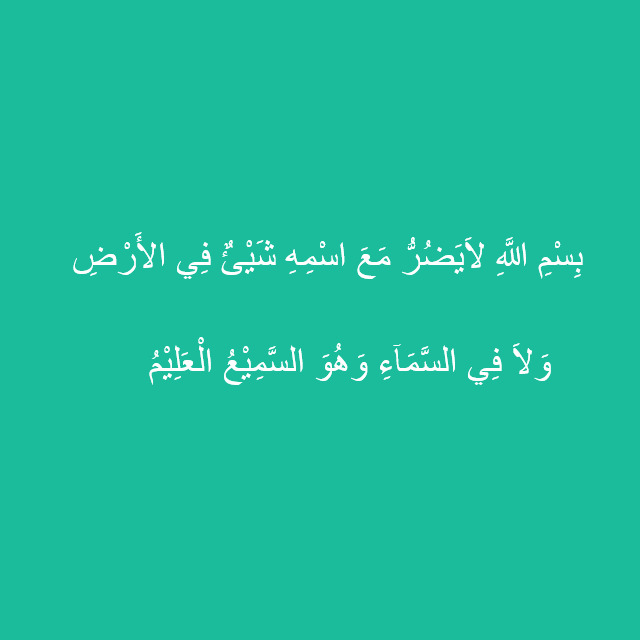 بِسْمِ اللَّهِ لاَيَضُرُّ مَعَ اسْمِهِ شَيْئٌ فِي الأَرْضِ
وَلاَ فِي السَّمَآءِ وَهُوَ السَّمِيْعُ الْعَلِيْمُ